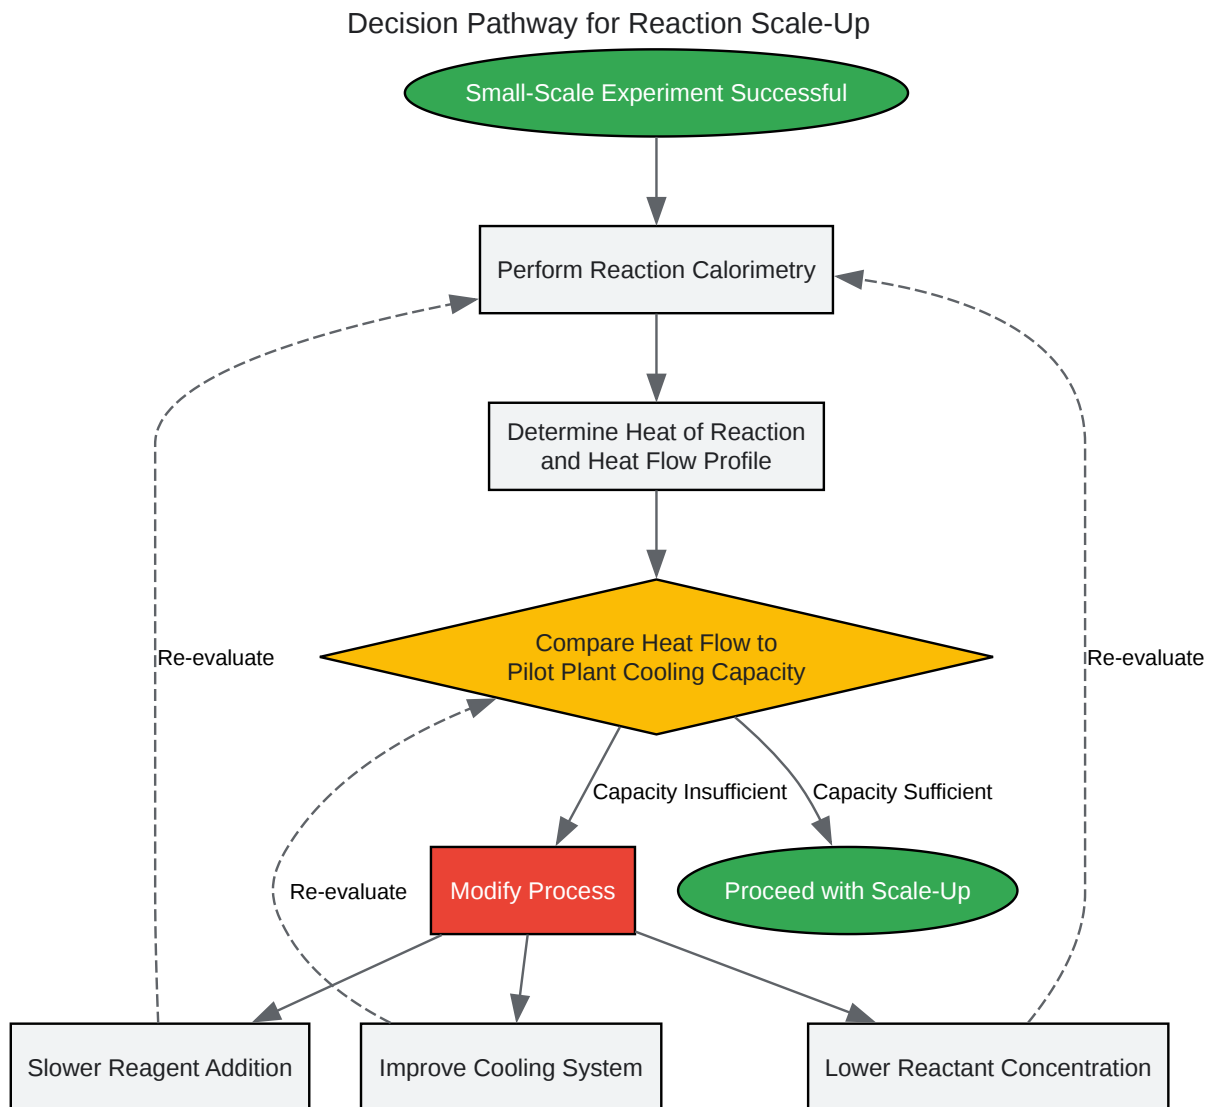 Decision Pathway for Reaction Scale-Up
Small-Scale Experiment Successful
Perform Reaction Calorimetry
Determine Heat of Reaction
and Heat Flow Profile
Compare Heat Flow to
Pilot Plant Cooling Capacity
Re-evaluate
Re-evaluate
Capacity Insufficient
Capacity Sufficient
Re-evaluate
Modify Process
Proceed with Scale-Up
Slower Reagent Addition
Improve Cooling System
Lower Reactant Concentration